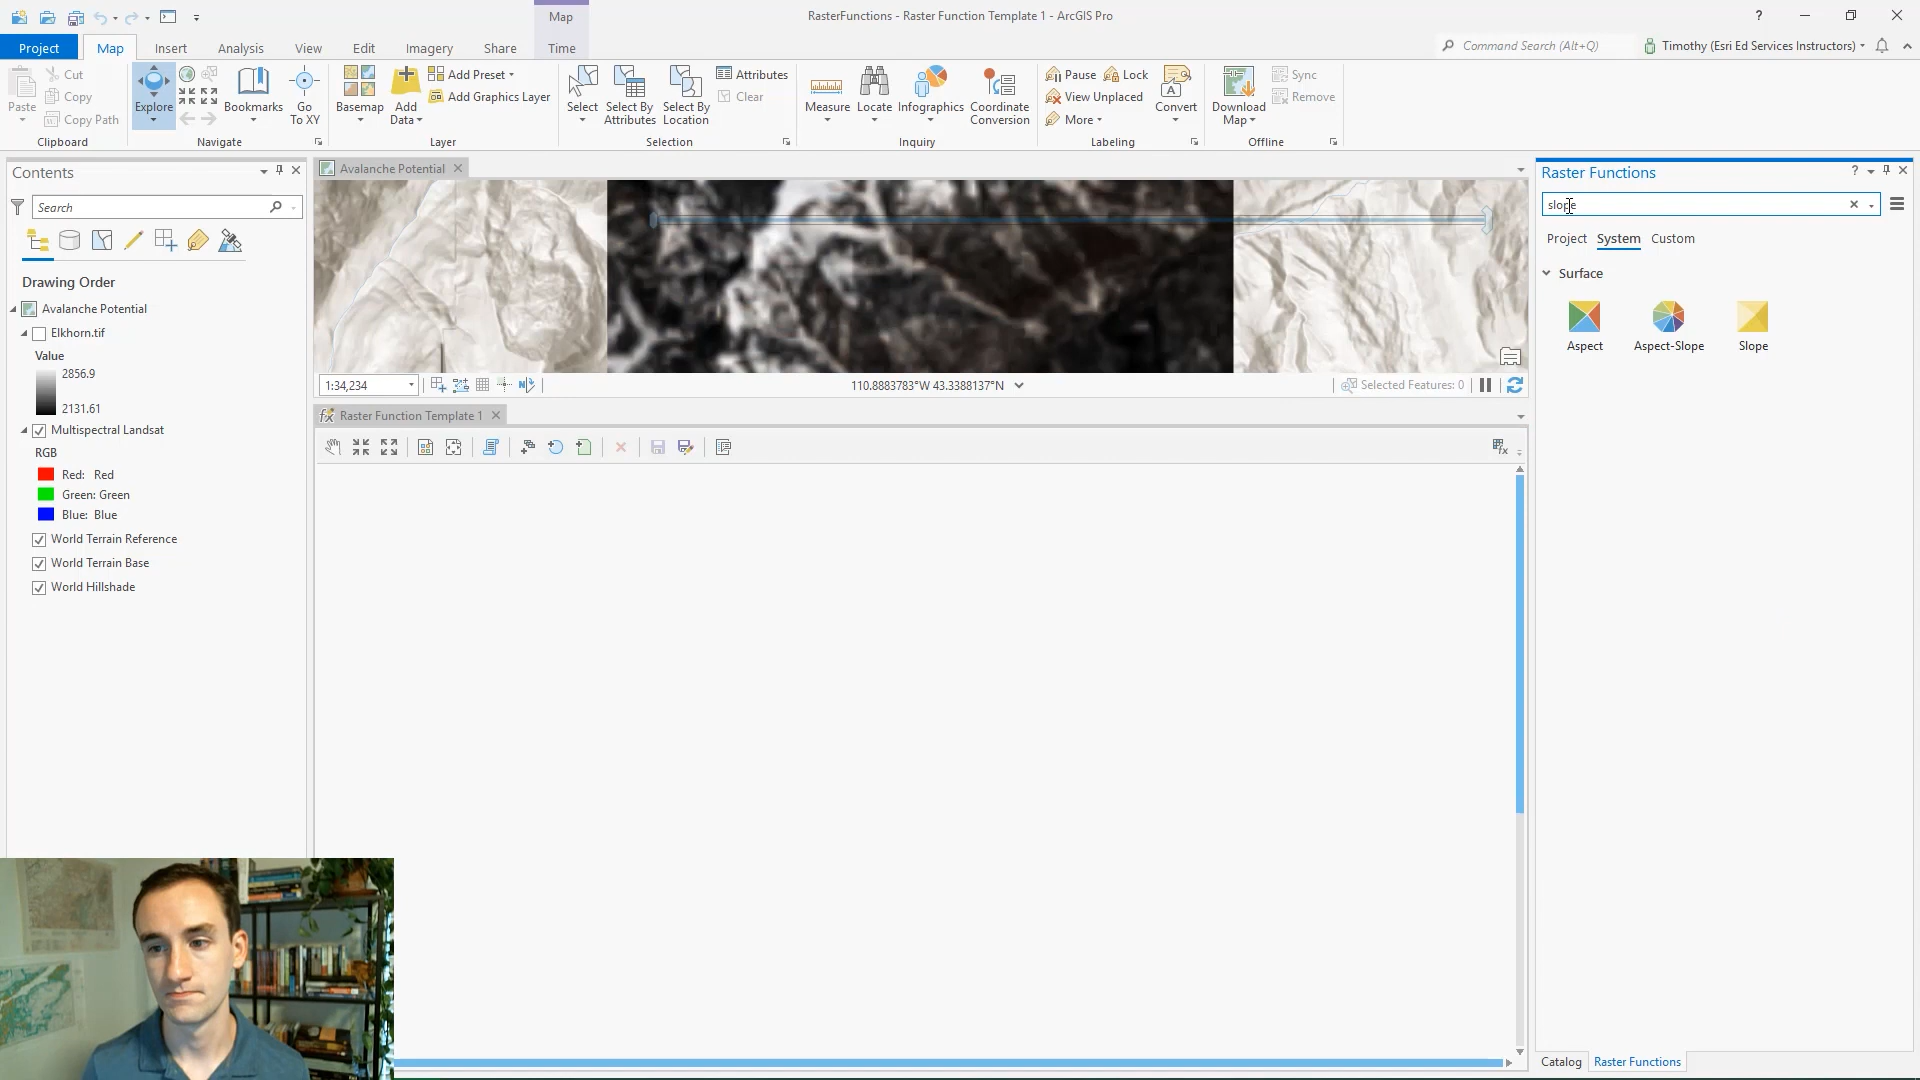 Map
RasterFunctions - Raster Function Template 1 - ArcGIS Pro
?
Project
Map
Insert
Analysis
View
Edit
Imagery
Share
Time
Command Search (Alt+Q)
Timothy (Esri Ed Services Instructors)
Paste
Cut
Copy
Copy Path
Clipboard
Explore
Bookmarks
Go
To XY
Navigate
Basemap
Add
Data
Add Preset
Add Graphics Layer
Layer
Select
Select By
Attributes
Select By
Location
Attributes
Clear
Selection
Measure
Locate
Infographics
Coordinate
Conversion
Inquiry
Pause
Lock
View Unplaced
More
Convert
Labeling
Download
Map
Sync
Remove
Offline
Contents
Search
Drawing Order
Avalanche Potential
Elkhorn.tif
Value
2856.9
2131.61
Multispectral Landsat
RGB
Red: Red
Green: Green
Blue: Blue
World Terrain Reference
World Terrain Base
World Hillshade
Avalanche Potential
1:34,234
110.8883783°W 43.3388137°N
Selected Features: 0
Raster Function Template 1
Raster Functions
?
slope
Project
System
Custom
Surface
Aspect
Aspect-Slope
Slope
Catalog
Raster Functions